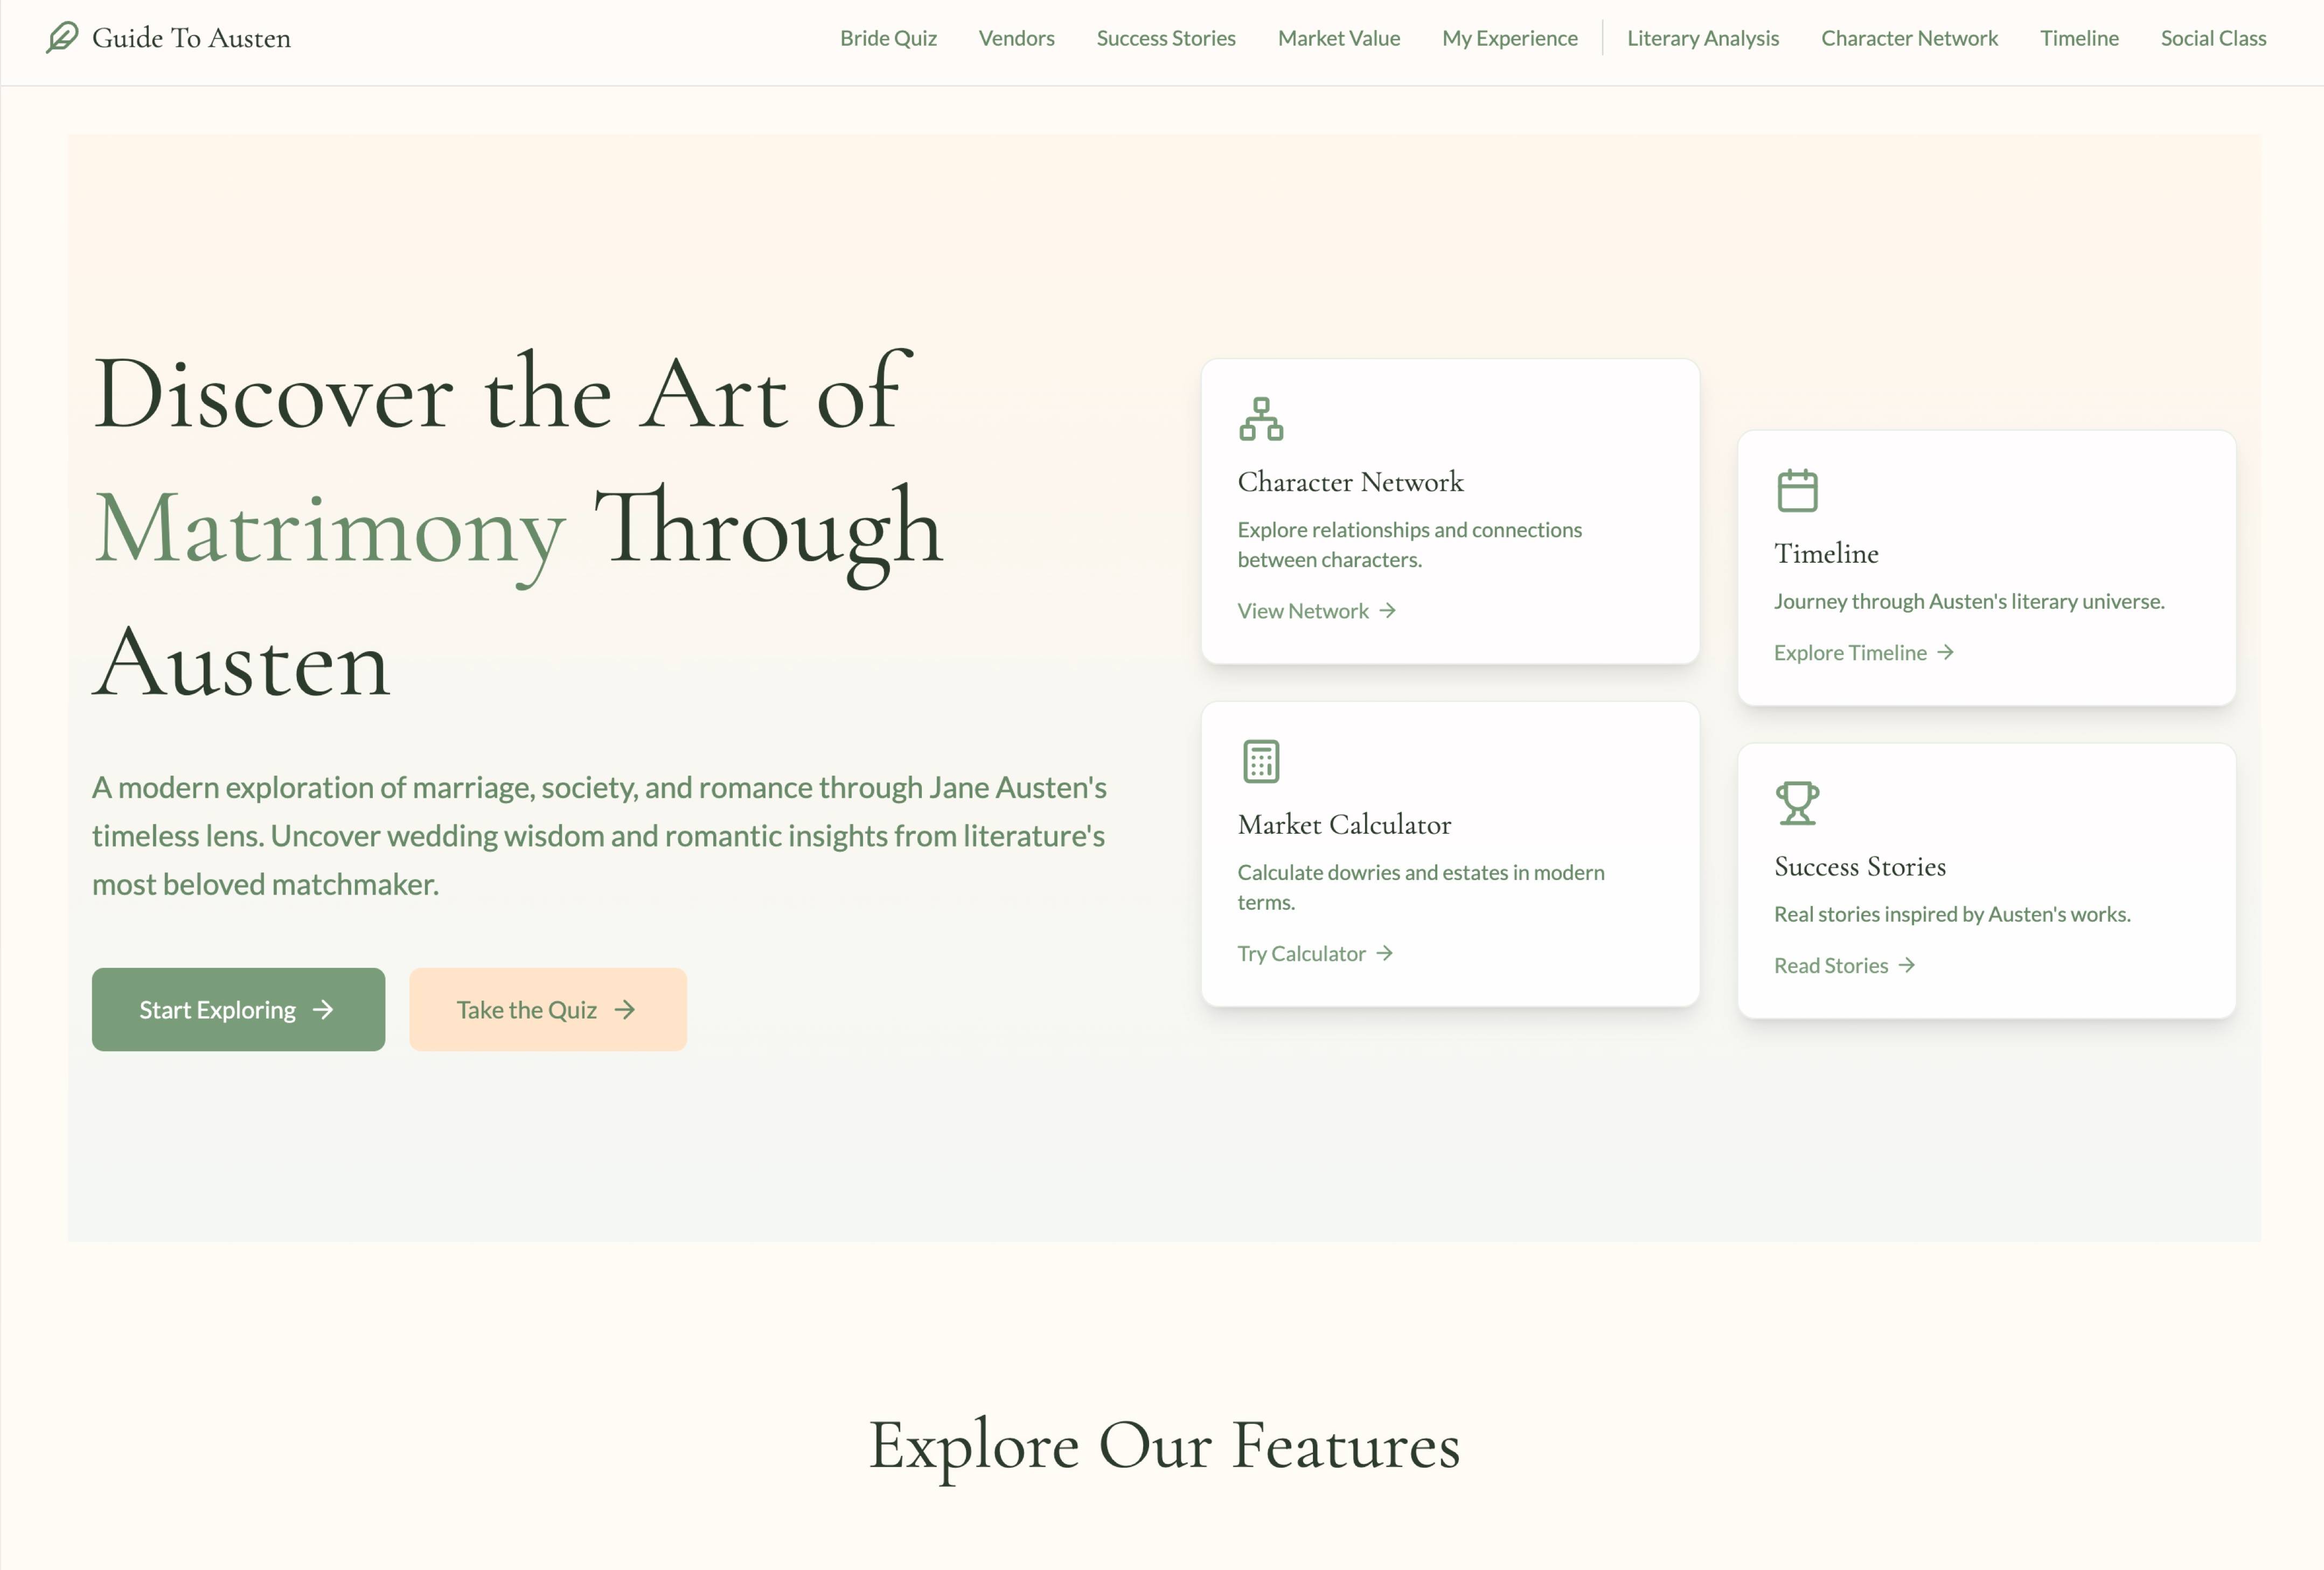 Guide To Austen
Bride Quiz
Vendors
Success Stories
Market Value
My Experience
Literary Analysis
Character Network
Timeline
Social Class
Discover the Art of
Matrimony Through
Austen
A modern exploration of marriage, society, and romance through Jane Austen's
timeless lens. Uncover wedding wisdom and romantic insights from literature's
most beloved matchmaker.
Start Exploring →
Take the Quiz →
Character Network
Explore relationships and connections
between characters.
View Network →
Timeline
Journey through Austen's literary universe.
Explore Timeline →
Market Calculator
Calculate dowries and estates in modern
terms.
Try Calculator →
Success Stories
Real stories inspired by Austen's works.
Read Stories →
Explore Our Features